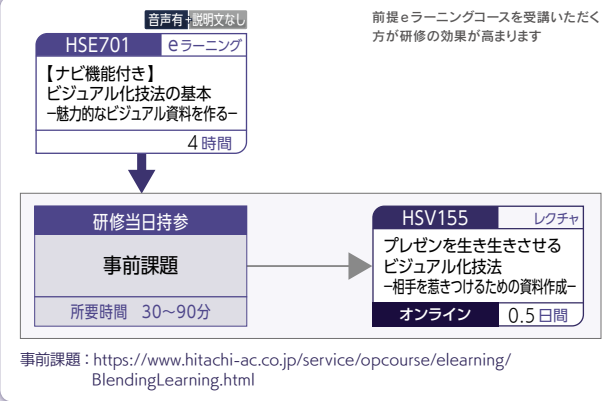 音声有+説明文なし
前提eラーニングコースを受講いただく
方が研修の効果が高まります
HSE701 eラーニング
【ナビ機能付き】
ビジュアル化技法の基本
−魅力的なビジュアル資料を作る−
4時間
研修当日持参
事前課題
所要時間 30〜90分
HSV155 レクチャ
プレゼンを生き生きさせる
ビジュアル化技法
−相手を惹きつけるための資料作成−
オンライン 0.5日間
事前課題：https://www.hitachi-ac.co.jp/service/opcourse/elearning/
BlendingLearning.html